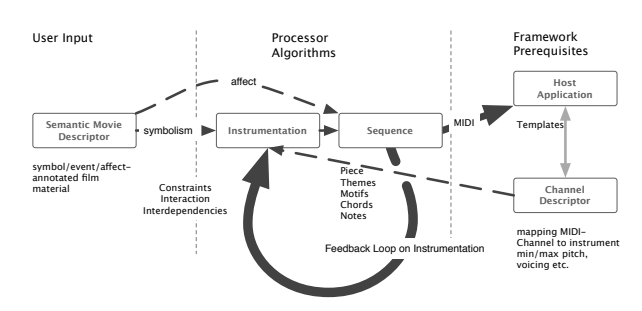 User Input
Processor
Algorithms
Framework
Prerequisites
affect
Semantic Movie
Descriptor
symbolism
Instrumentation
Sequence
MIDI
Host
Application
Templates
symbol/event/affect-
annotated film
material
Constraints
Interaction
Interdependencies
Piece
Themes
Motifs
Chords
Notes
Channel
Descriptor
Feedback Loop on Instrumentation
mapping MIDI-
Channel to instrument
min/max pitch,
voicing etc.